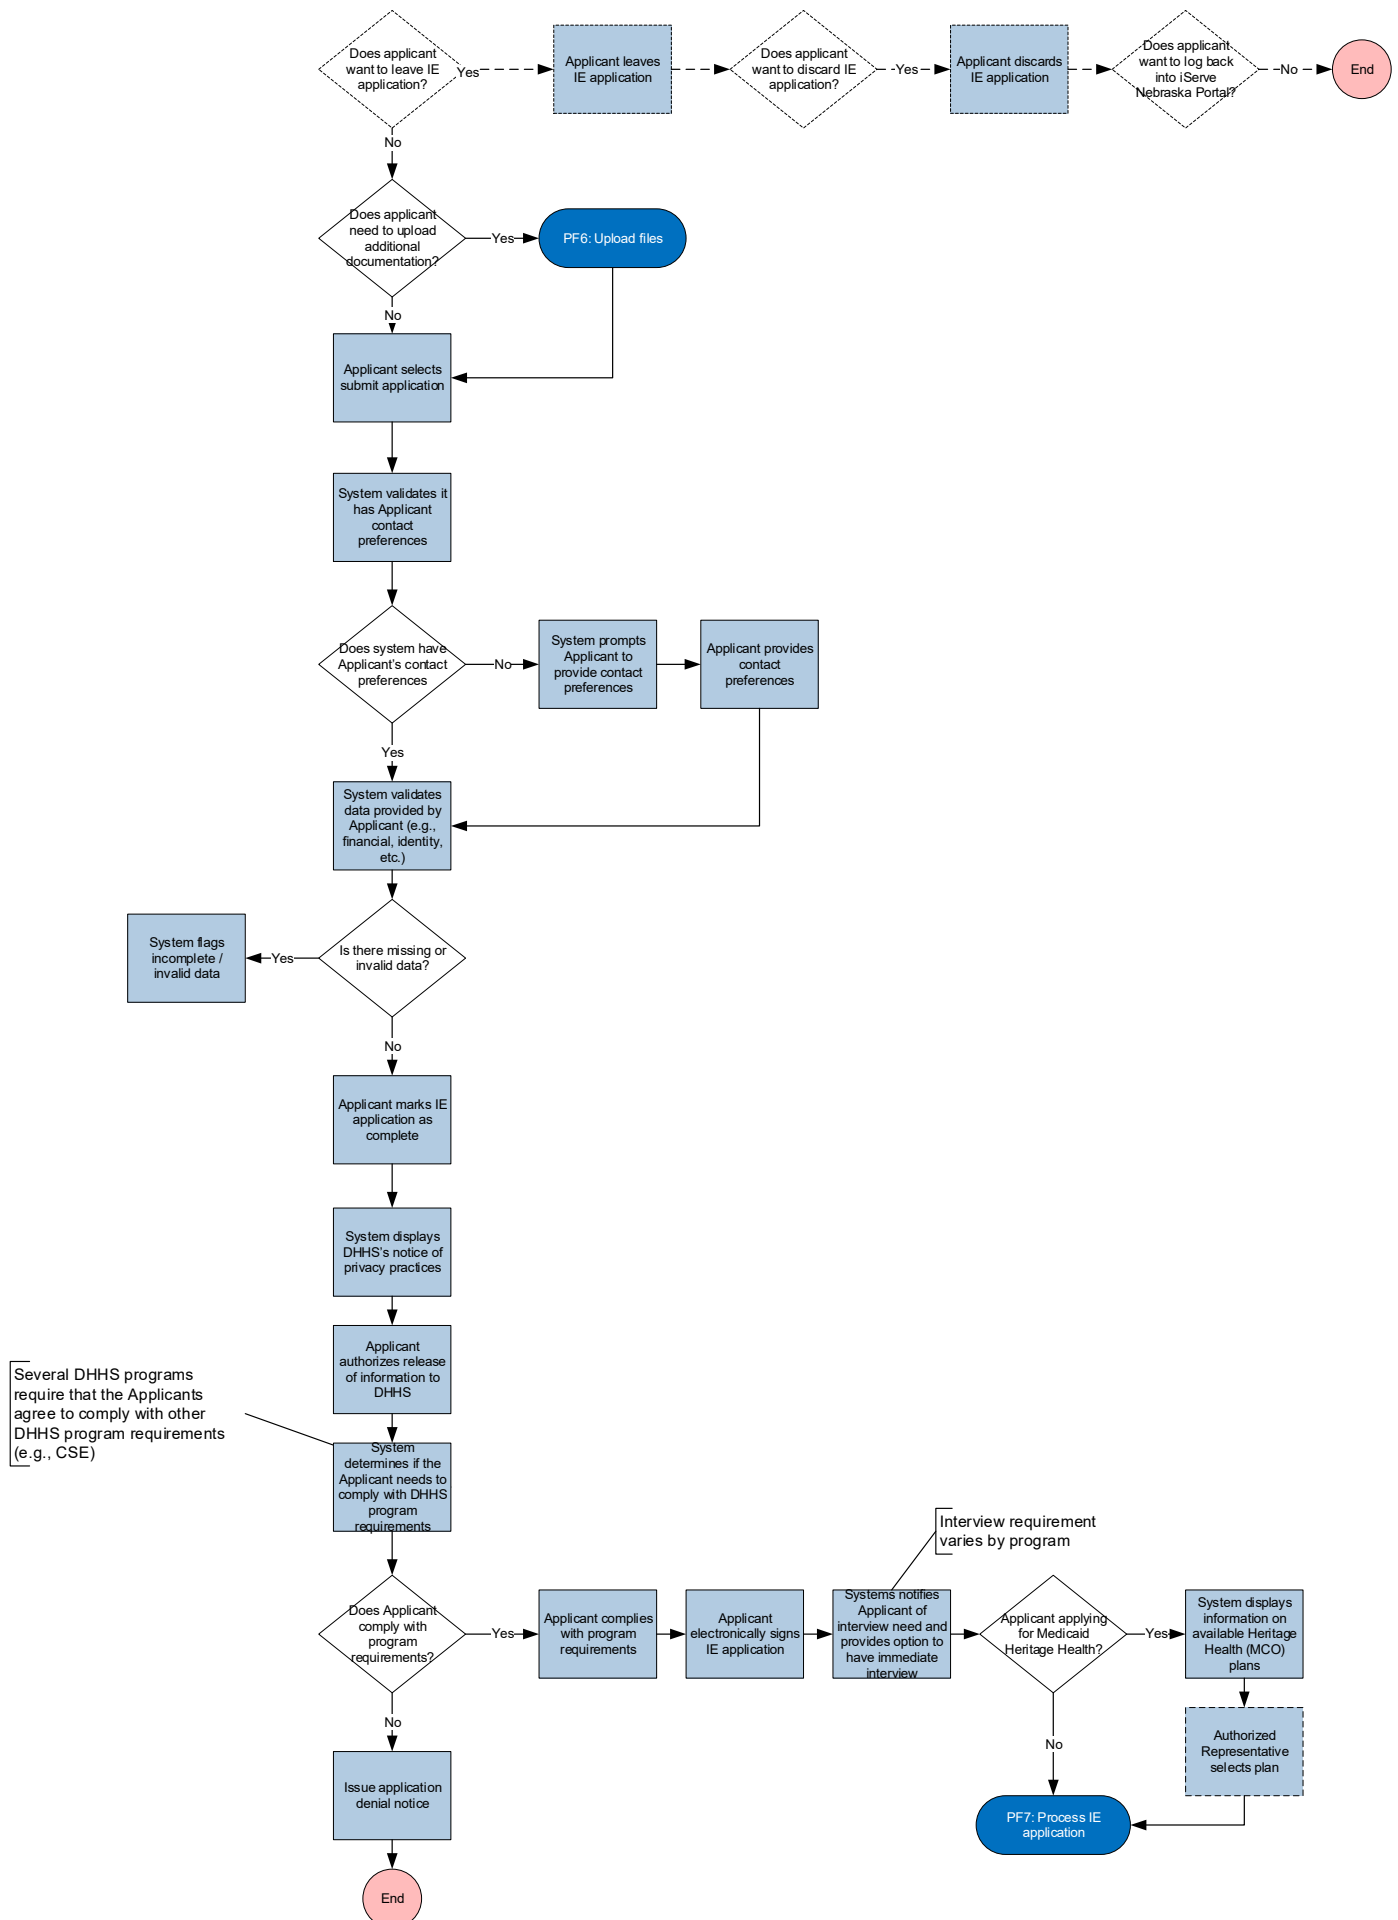 Does applicant
want to leave IE
application?
Yes
Applicant leaves
IE application
Does applicant
want to discard IE
application?
Yes
Applicant discards
IE application
Does applicant
want to log back
into iServe
Nebraska Portal?
No
End
No
Does applicant
need to upload
additional
documentation?
Yes
PF6: Upload files
No
Applicant selects
submit application
System validates it
has Applicant
contact
preferences
Does system have
Applicant's contact
preferences
No
System prompts
Applicant to
provide contact
preferences
Applicant provides
contact
preferences
Yes
System validates
data provided by
Applicant (e.g.,
financial, identity,
etc.)
Is there missing or
invalid data?
Yes
System flags
incomplete /
invalid data
No
Applicant marks IE
application as
complete
System displays
DHHS's notice of
privacy practices
Applicant
authorizes release
of information to
DHHS
Several DHHS programs
require that the Applicants
agree to comply with other
DHHS program requirements
(e.g., CSE)
System
determines if the
Applicant needs to
comply with DHHS
program
requirements
Interview requirement
varies by program
Does Applicant
comply with
program
requirements?
Yes
Applicant complies
with program
requirements
Applicant
electronically signs
IE application
Systems notifies
Applicant of
interview need and
provides option to
have immediate
interview
Applicant applying
for Medicaid
Heritage Health?
Yes
System displays
information on
available Heritage
Health (MCO)
plans
No
Authorized
Representative
selects plan
No
PF7: Process IE
application
Issue application
denial notice
End